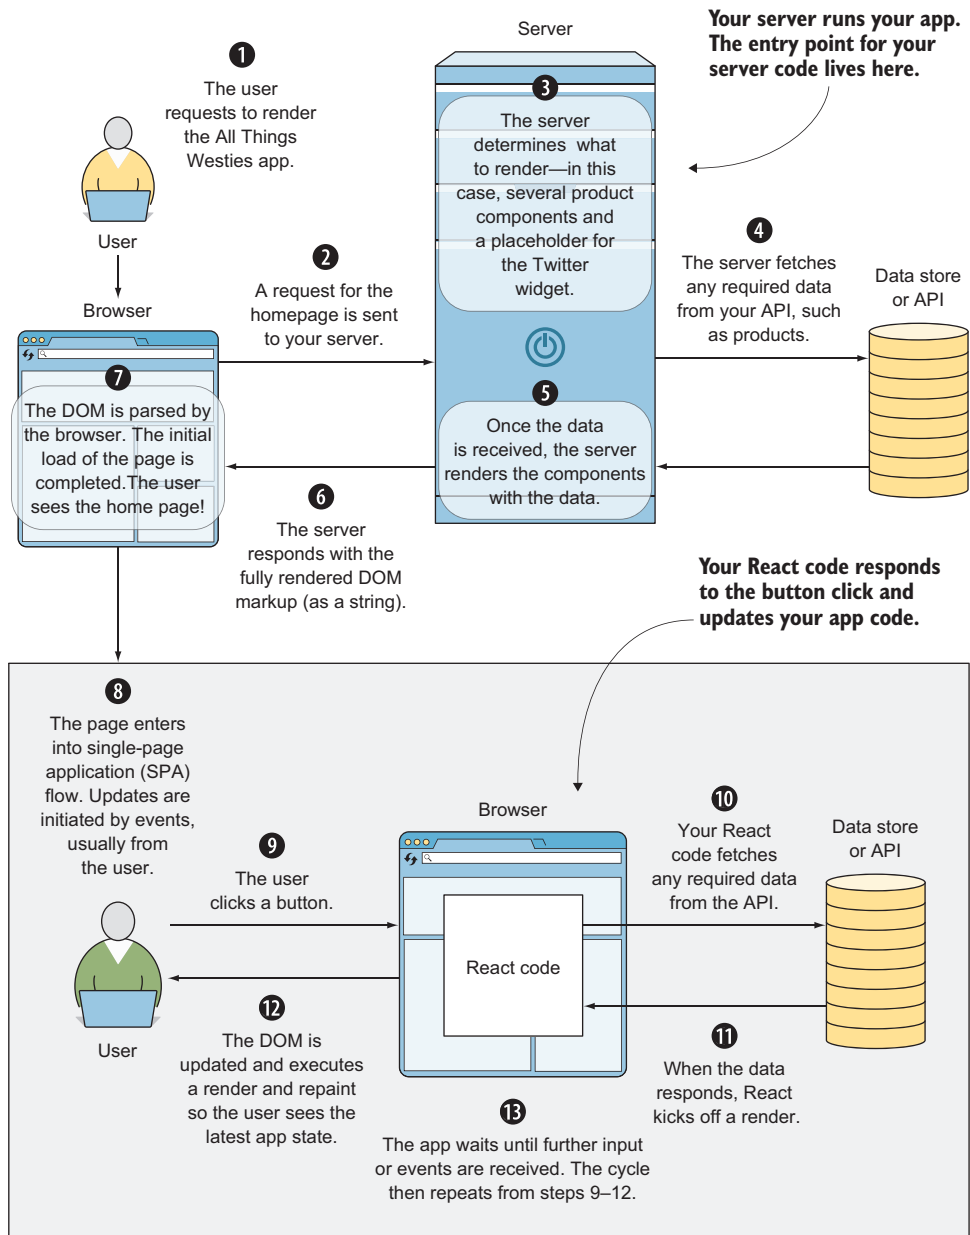 Server
Your server runs your app.
The entry point for your
server code lives here.
1
The user
requests to render
the All Things
Westies app.
User
2
A request for the
homepage is sent
to your server.
3
The server
determines what
to render—in this
case, several product
components and
a placeholder for
the Twitter
widget.
4
The server fetches
any required data
from your API, such
as products.
Data store
or API
Browser
5
Once the data
is received, the server
renders the components
with the data.
6
The server
responds with the
fully rendered DOM
markup (as a string).
7
The DOM is parsed by
the browser. The initial
load of the page is
completed.The user
sees the home page!
Your React code responds
to the button click and
updates your app code.
8
The page enters
into single-page
application (SPA)
flow. Updates are
initiated by events,
usually from
the user.
9
The user
clicks a button.
User
Browser
React code
10
Your React
code fetches
any required data
from the API.
Data store
or API
11
When the data
responds, React
kicks off a render.
12
The DOM is
updated and executes
a render and repaint
so the user sees the
latest app state.
13
The app waits until further input
or events are received. The cycle
then repeats from steps 9–12.